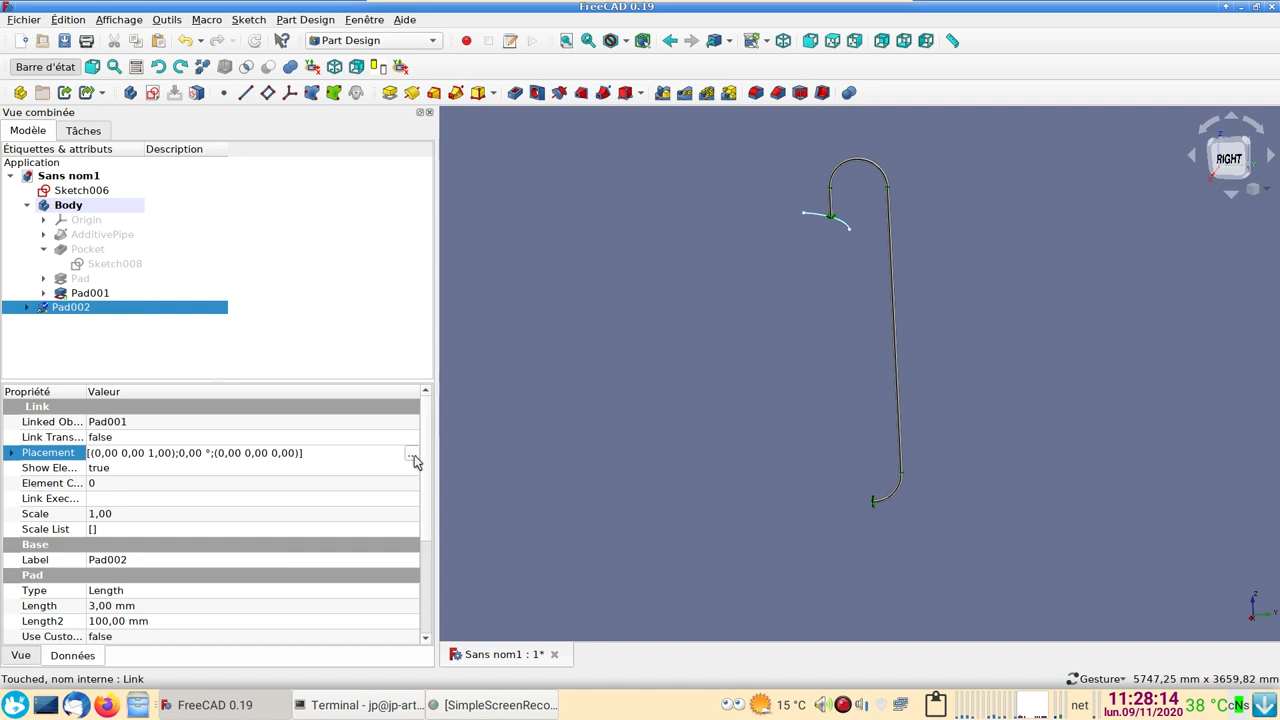 FreeCAD 0.19
Fichier Édition Affichage Outils Macro Sketch Part Design Fenêtre Aide
Part Design
Barre d'état
Vue combinée
Modèle Tâches
Étiquettes & attributs Description
Application
Sans nom1
Sketch006
Body
Origin
AdditivePipe
Pocket
Sketch008
Pad
Pad001
Pad002
Propriété Valeur
Link
Linked Ob... Pad001
Link Trans... false
Placement [(0,00 0,00 1,00);0,00 °;(0,00 0,00 0,00)] ...
Show Ele... true
Element C... 0
Link Exec...
Scale 1,00
Scale List []
Base
Label Pad002
Pad
Type Length
Length 3,00 mm
Length2 100,00 mm
Use Custo... false
Vue Données
RIGHT
Z
X
Y
Z
Y
Sans nom1 : 1*
Touched, nom interne : Link
Gesture 5747,25 mm x 3659,82 mm
FreeCAD 0.19
Terminal - jp@jp-art...
[SimpleScreenReco...
15 °C
net
11:28:14
lun.09/11/2020
38 °C